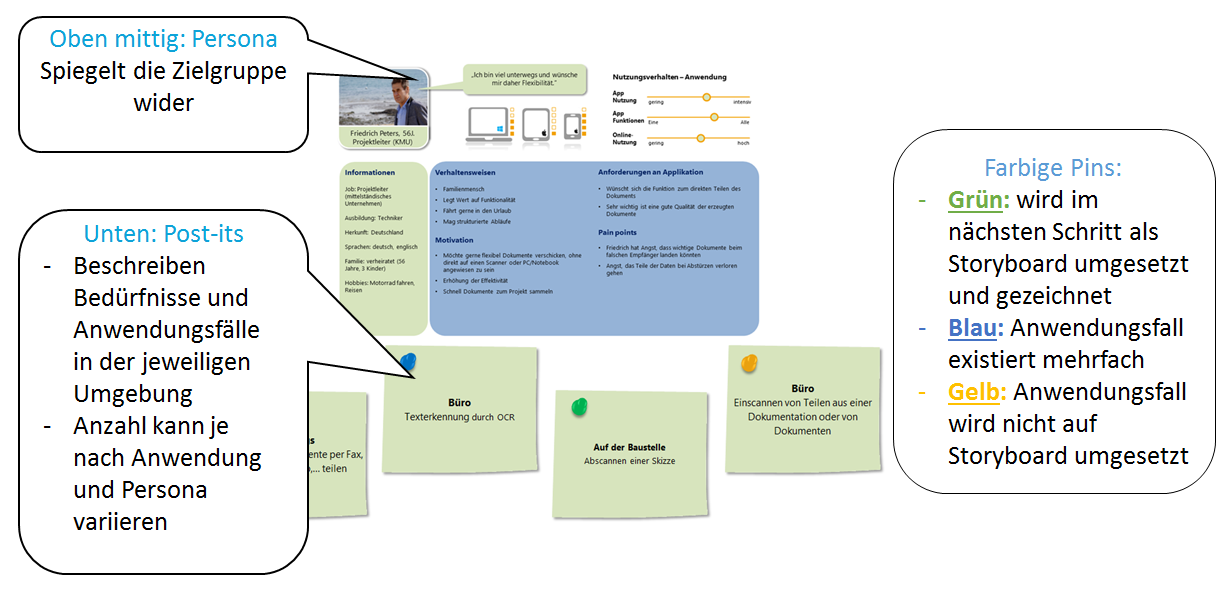 Oben mittig: Persona
Spiegelt die Zielgruppe
wider
„Ich bin viel unterwegs und wünsche
mir daher Flexibilität.“
Friedrich Peters, 56J.
Projektleiter (KMU)
Nutzungsverhalten – Anwendung
App
Nutzung
gering
intensiv
App
Funktionen
Eine
Alle
Online-
Nutzung
gering
hoch
Informationen
Job: Projektleiter
(mittelständisches
Unternehmen)
Ausbildung: Techniker
Herkunft: Deutschland
Sprachen: deutsch, englisch
Familie: verheiratet (56
Jahre, 3 Kinder)
Hobbies: Motorrad fahren,
Reisen
Verhaltensweisen
• Familienmensch
• Legt Wert auf Funktionalität
• Fährt gerne in den Urlaub
• Mag strukturierte Abläufe
Motivation
• Möchte gerne flexibel Dokumente verschicken, ohne
direkt auf einen Scanner oder PC/Notebook
angewiesen zu sein
• Erhöhung der Effektivität
• Schnell Dokumente zum Projekt sammeln
Anforderungen an Applikation
• Wünscht sich die Funktion zum direkten Teilen des
Dokuments
• Sehr wichtig ist eine gute Qualität der erzeugten
Dokumente
Pain points
• Friedrich hat Angst, dass wichtige Dokumente beim
falschen Empfänger landen könnten
• Angst, das Teile der Daten bei Abstürzen verloren
gehen
Unten: Post-its
- Beschreiben
Bedürfnisse und
Anwendungsfälle
in der jeweiligen
Umgebung
- Anzahl kann je
nach Anwendung
und Persona
variieren
ente per Fax,
,... teilen
Büro
Texterkennung durch OCR
Auf der Baustelle
Abscannen einer Skizze
Büro
Einscannen von Teilen aus einer
Dokumentation oder von
Dokumenten
Farbige Pins:
- Grün: wird im
nächsten Schritt als
Storyboard umgesetzt
und gezeichnet
- Blau: Anwendungsfall
existiert mehrfach
- Gelb: Anwendungsfall
wird nicht auf
Storyboard umgesetzt